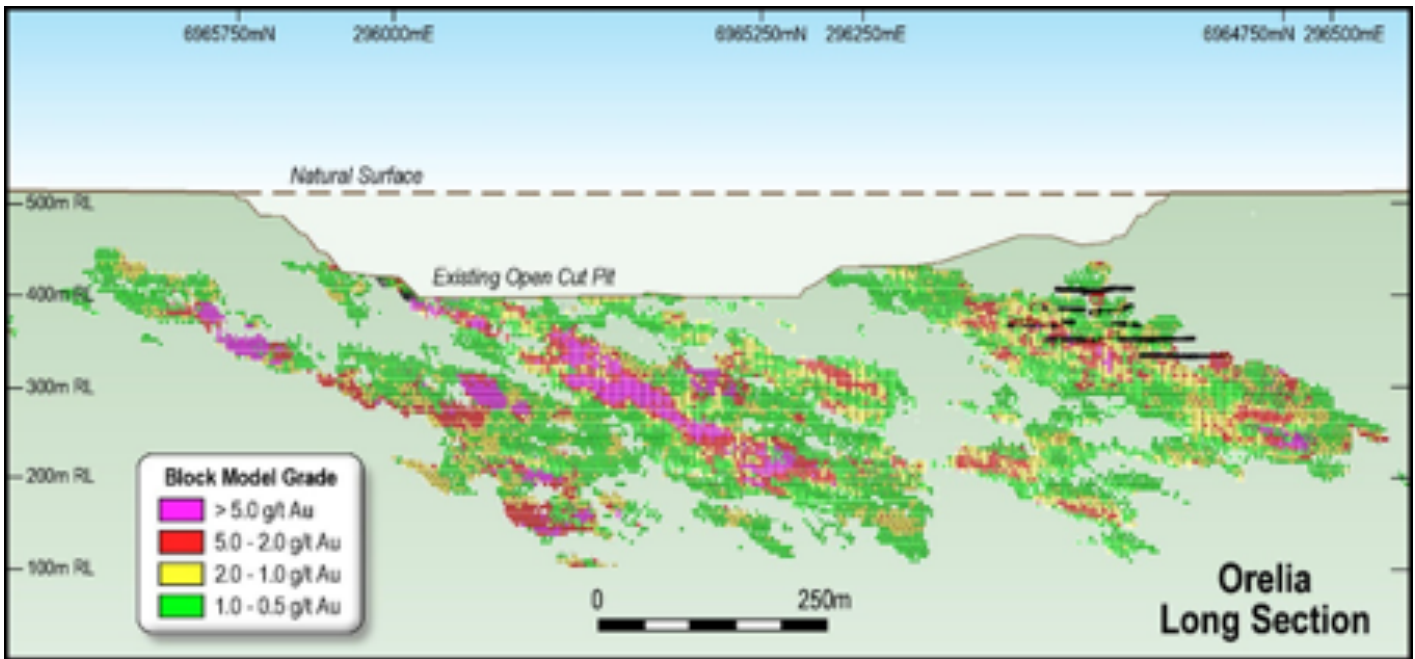 6965750mN 296000mE 6965250mN 296250mE 6964750mN 296500mE
Natural Surface
500m RL
Existing Open Cut Pit
400m RL
300m RL
200m RL
100m RL
Block Model Grade
> 5.0 g/t Au
5.0 - 2.0 g/t Au
2.0 - 1.0 g/t Au
1.0 - 0.5 g/t Au
0 250m
Orelia
Long Section